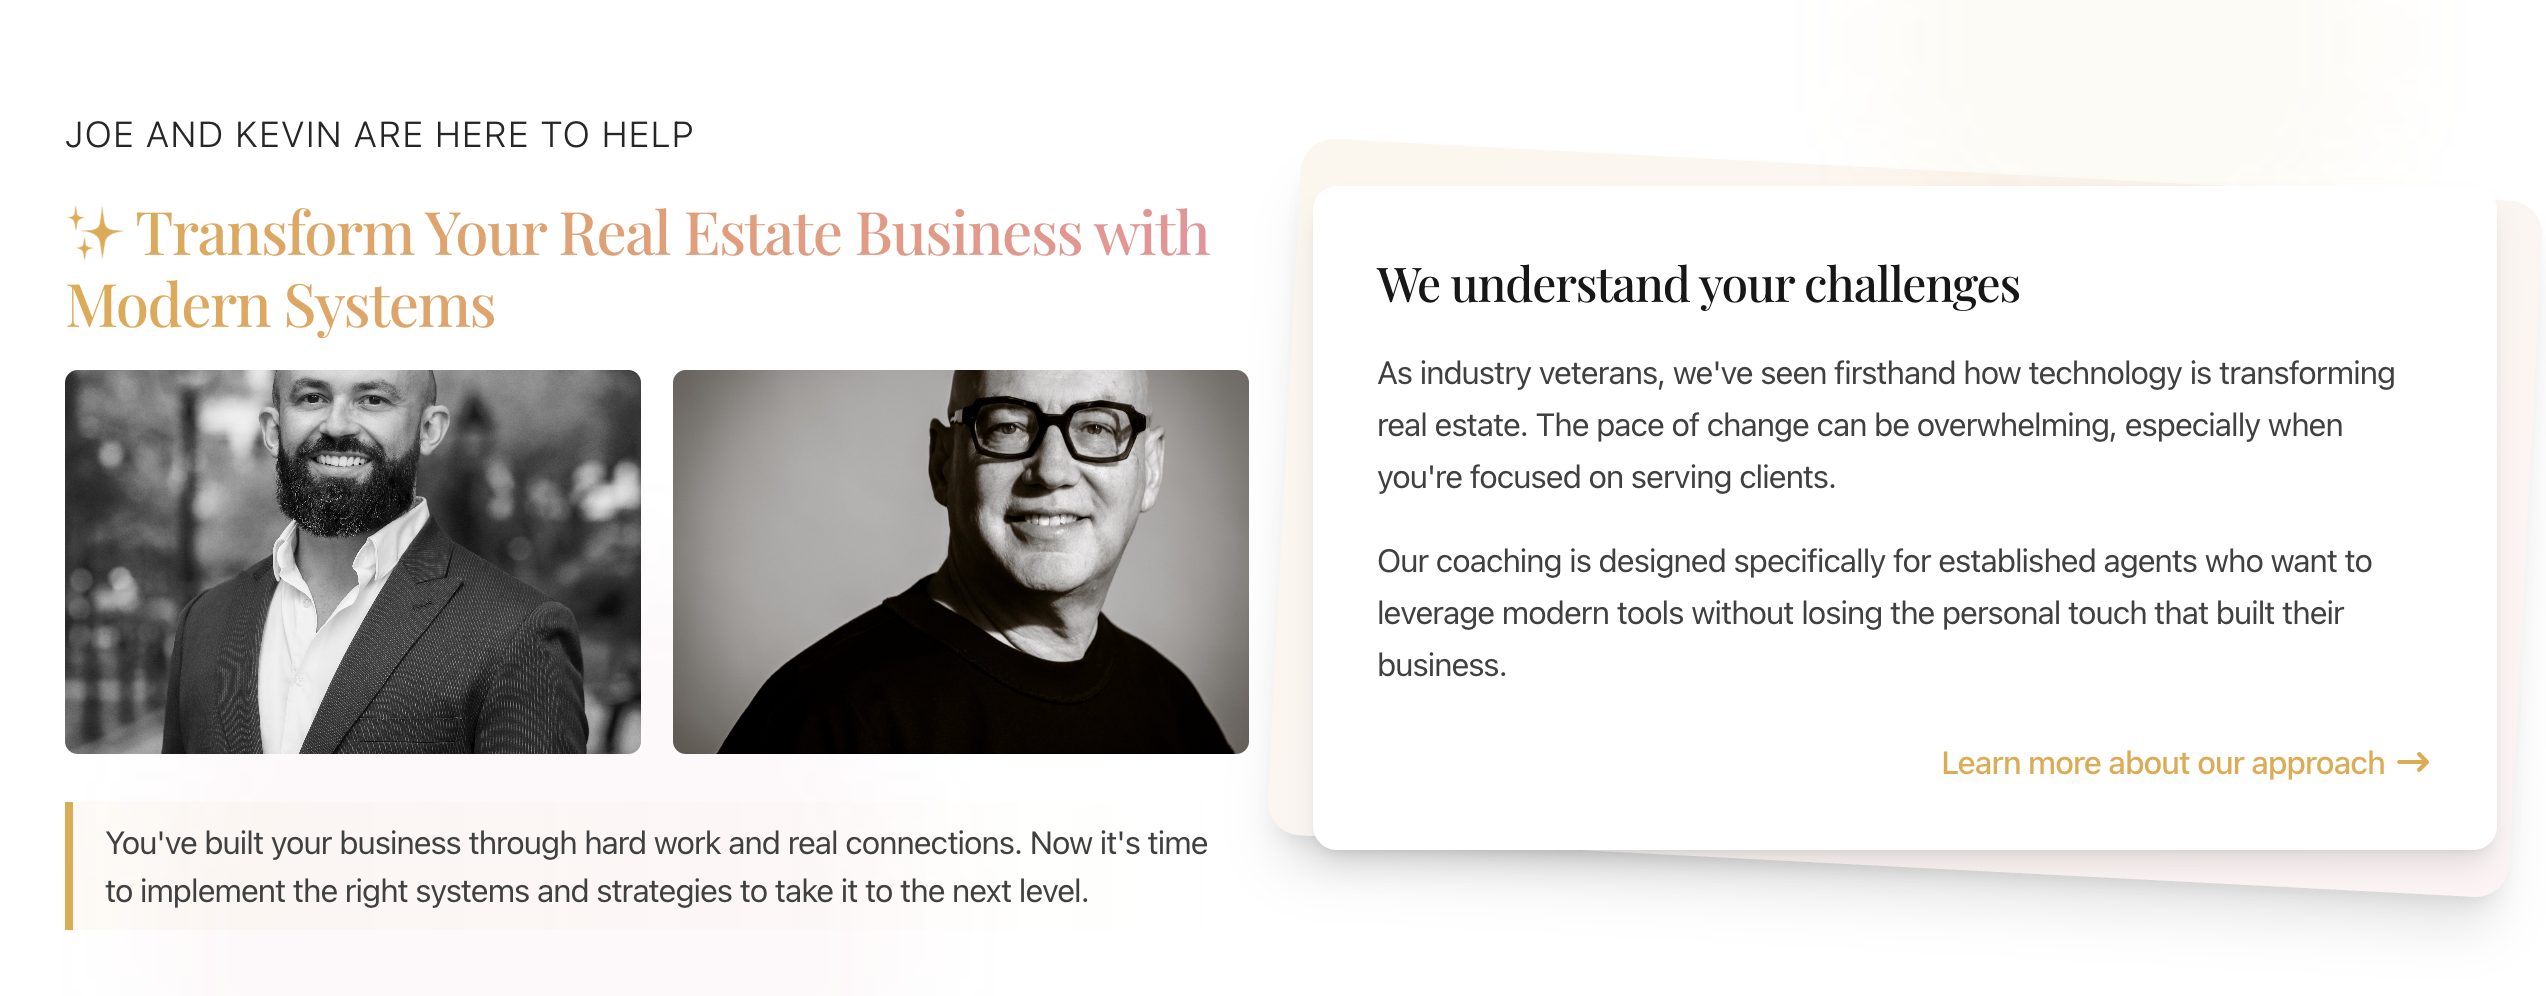 JOE AND KEVIN ARE HERE TO HELP
✨ Transform Your Real Estate Business with
Modern Systems
You've built your business through hard work and real connections. Now it's time
to implement the right systems and strategies to take it to the next level.
We understand your challenges
As industry veterans, we've seen firsthand how technology is transforming
real estate. The pace of change can be overwhelming, especially when
you're focused on serving clients.
Our coaching is designed specifically for established agents who want to
leverage modern tools without losing the personal touch that built their
business.
Learn more about our approach →